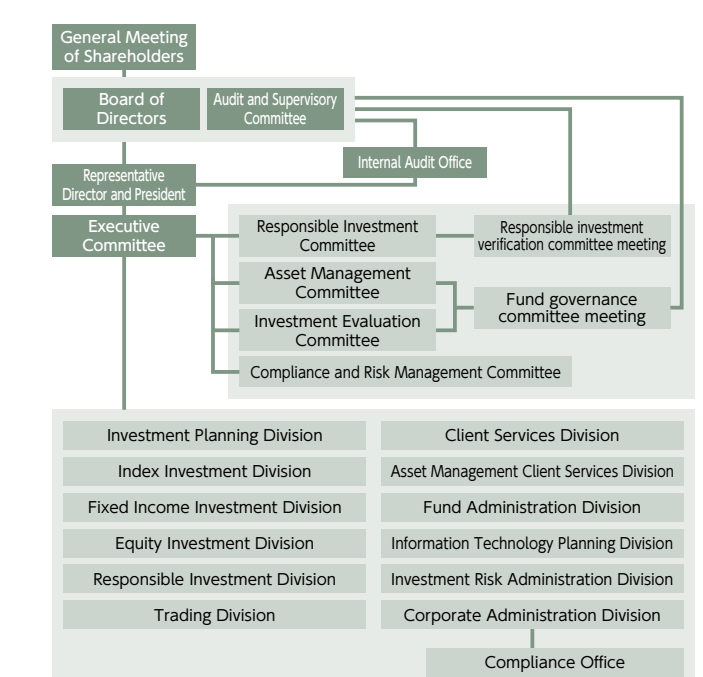 General Meeting
of Shareholders
Board of
Directors
Audit and Supervisory
Committee
Internal Audit Office
Representative
Director and President
Executive
Committee
Responsible Investment
Committee
Responsible investment
verification committee meeting
Asset Management
Committee
Fund governance
committee meeting
Investment Evaluation
Committee
Compliance and Risk Management Committee
Investment Planning Division
Client Services Division
Index Investment Division
Asset Management Client Services Division
Fixed Income Investment Division
Fund Administration Division
Equity Investment Division
Information Technology Planning Division
Responsible Investment Division
Investment Risk Administration Division
Trading Division
Corporate Administration Division
Compliance Office